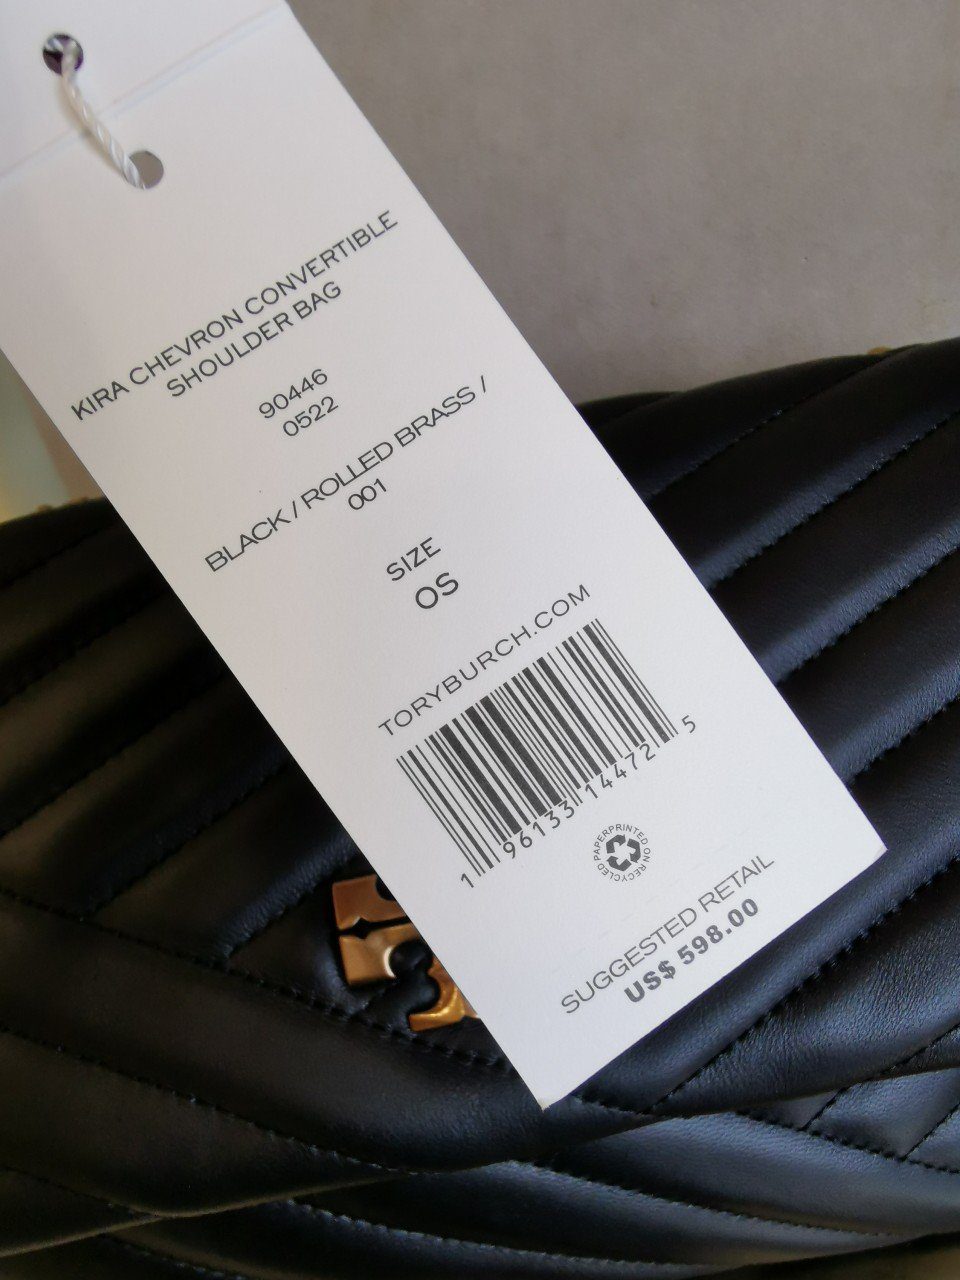 KIRA CHEVRON CONVERTIBLE
SHOULDER BAG
90446
0522
BLACK / ROLLED BRASS /
001
SIZE
OS
TORYBURCH.COM
1 96133 14472 5
PRINTED ON RECYCLED PAPER
SUGGESTED RETAIL
US$ 598.00